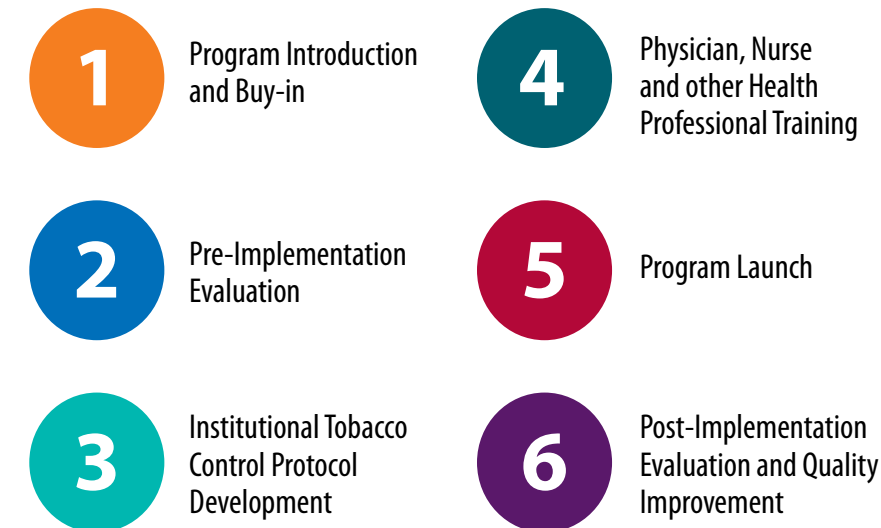 1
Program Introduction
and Buy-in
2
Pre-Implementation
Evaluation
3
Institutional Tobacco
Control Protocol
Development
4
Physician, Nurse
and other Health
Professional Training
5
Program Launch
6
Post-Implementation
Evaluation and Quality
Improvement